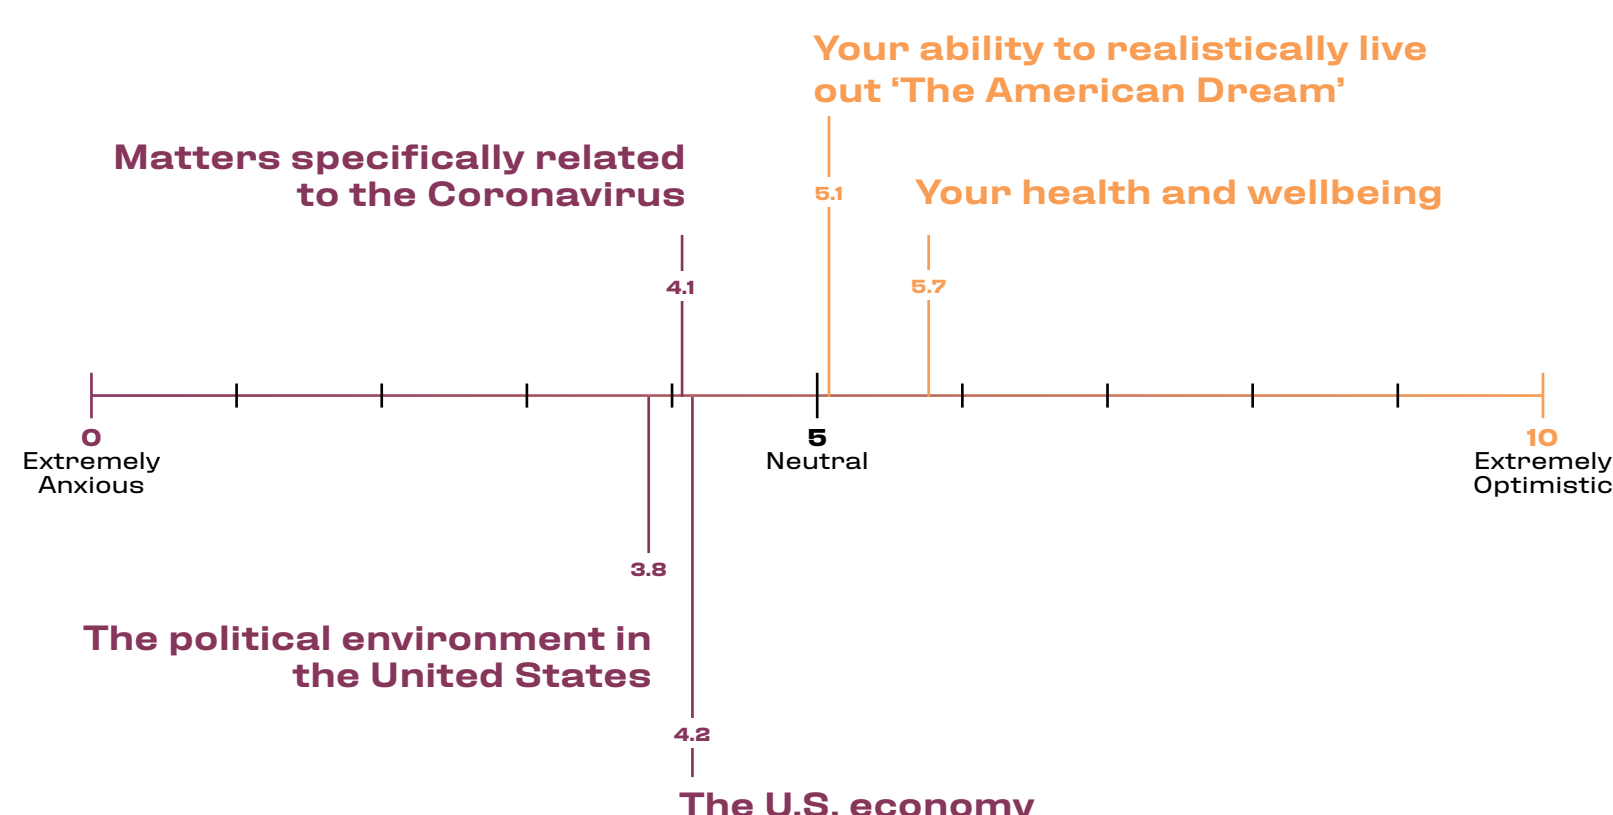 Your ability to realistically live
out ‘The American Dream’
Matters specifically related
to the Coronavirus
5.1
Your health and wellbeing
4.1
5.7
0
Extremely
Anxious
5
Neutral
10
Extremely
Optimistic
3.8
The political environment in
the United States
4.2
The U.S. economy